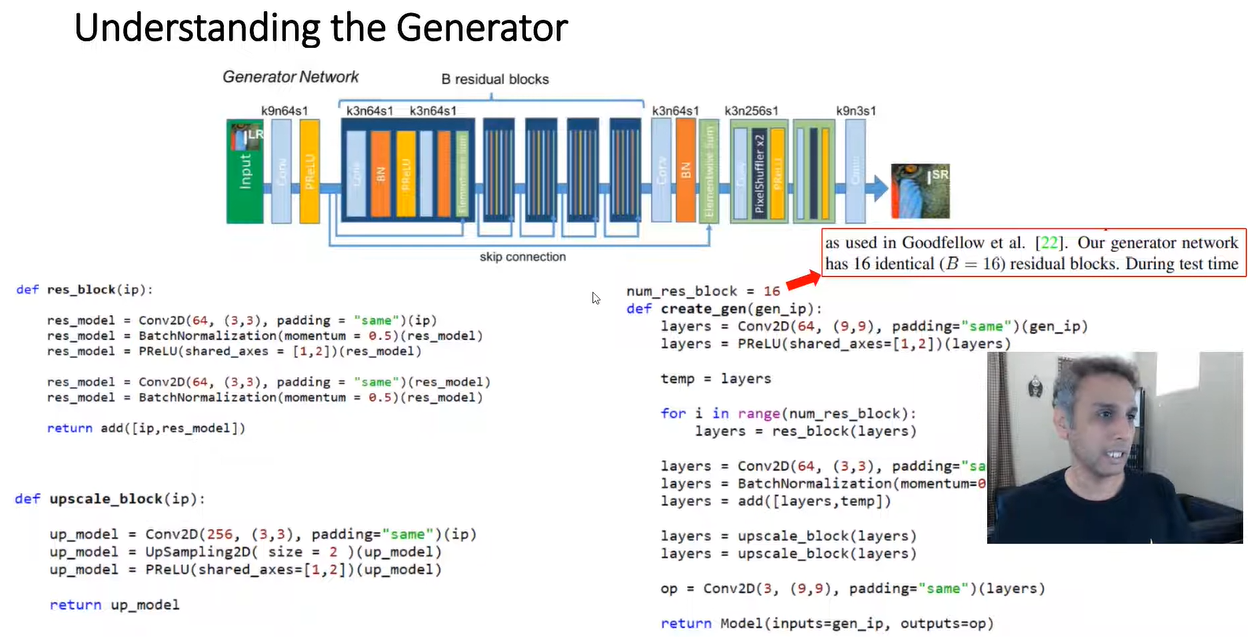 Understanding the Generator
Generator Network
B residual blocks
k9n64s1
k3n64s1
k3n64s1
k3n64s1
k3n256s1
k9n3s1
LR
Input
Conv
PReLU
Conv
BN
PReLU
Elementwise Sum
Conv
BN
Elementwise Sum
Conv
PixelShuffler x2
PReLU
Conv
SR
skip connection
as used in Goodfellow et al. [22]. Our generator network
has 16 identical (B = 16) residual blocks. During test time
def res_block(ip):
res_model = Conv2D(64, (3,3), padding = "same")(ip)
res_model = BatchNormalization(momentum = 0.5)(res_model)
res_model = PReLU(shared_axes = [1,2])(res_model)
res_model = Conv2D(64, (3,3), padding = "same")(res_model)
res_model = BatchNormalization(momentum = 0.5)(res_model)
return add([ip,res_model])
def upscale_block(ip):
up_model = Conv2D(256, (3,3), padding="same")(ip)
up_model = UpSampling2D( size = 2 )(up_model)
up_model = PReLU(shared_axes=[1,2])(up_model)
return up_model
num_res_block = 16
def create_gen(gen_ip):
layers = Conv2D(64, (9,9), padding="same")(gen_ip)
layers = PReLU(shared_axes=[1,2])(layers)
temp = layers
for i in range(num_res_block):
layers = res_block(layers)
layers = Conv2D(64, (3,3), padding="sa
layers = BatchNormalization(momentum=0
layers = add([layers,temp])
layers = upscale_block(layers)
layers = upscale_block(layers)
op = Conv2D(3, (9,9), padding="same")(layers)
return Model(inputs=gen_ip, outputs=op)